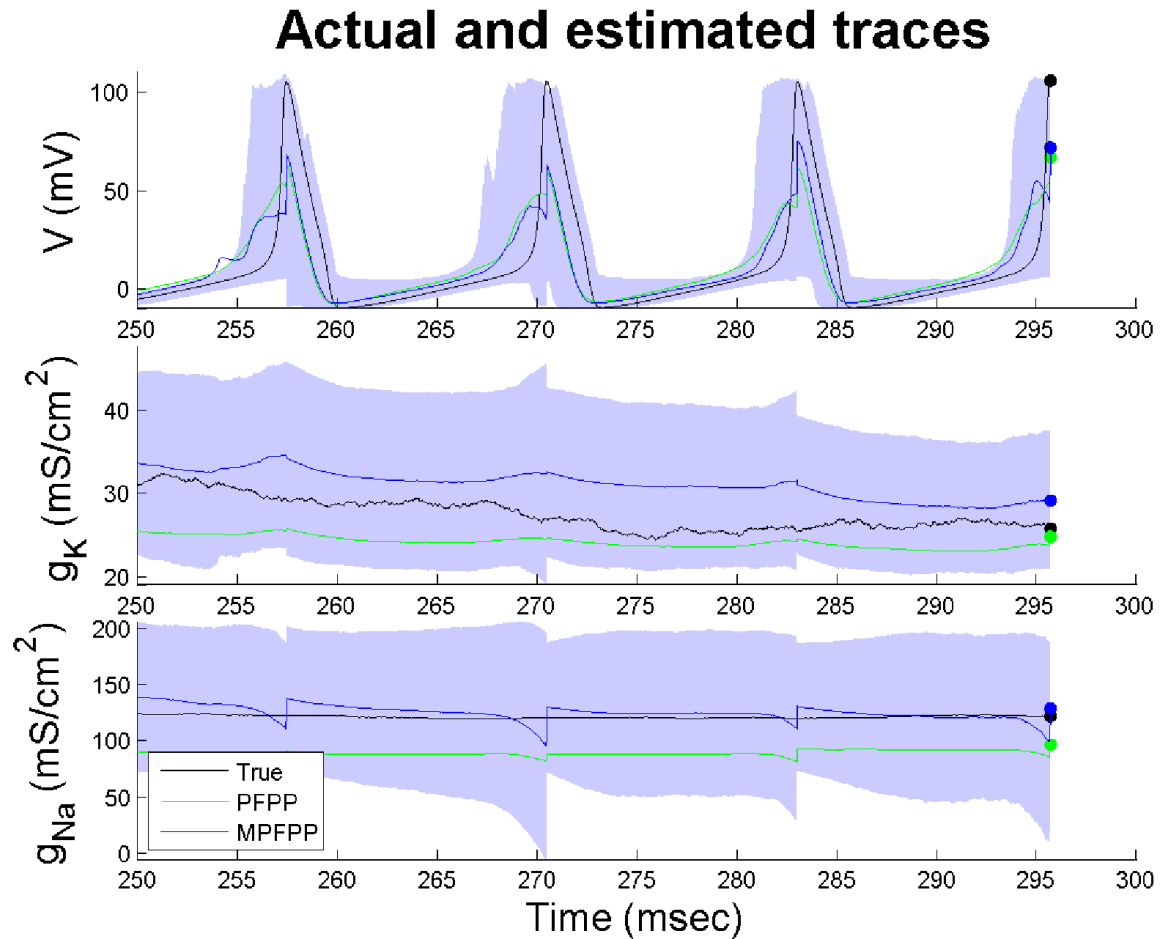 Actual and estimated traces
V (mV)
100
50
0
250 255 260 265 270 275 280 285 290 295 300
g_K (mS/cm^2)
40
30
20
250 255 260 265 270 275 280 285 290 295 300
g_Na (mS/cm^2)
200
150
100
50
0
True
PFPP
MPFPP
250 255 260 265 270 275 280 285 290 295 300
Time (msec)